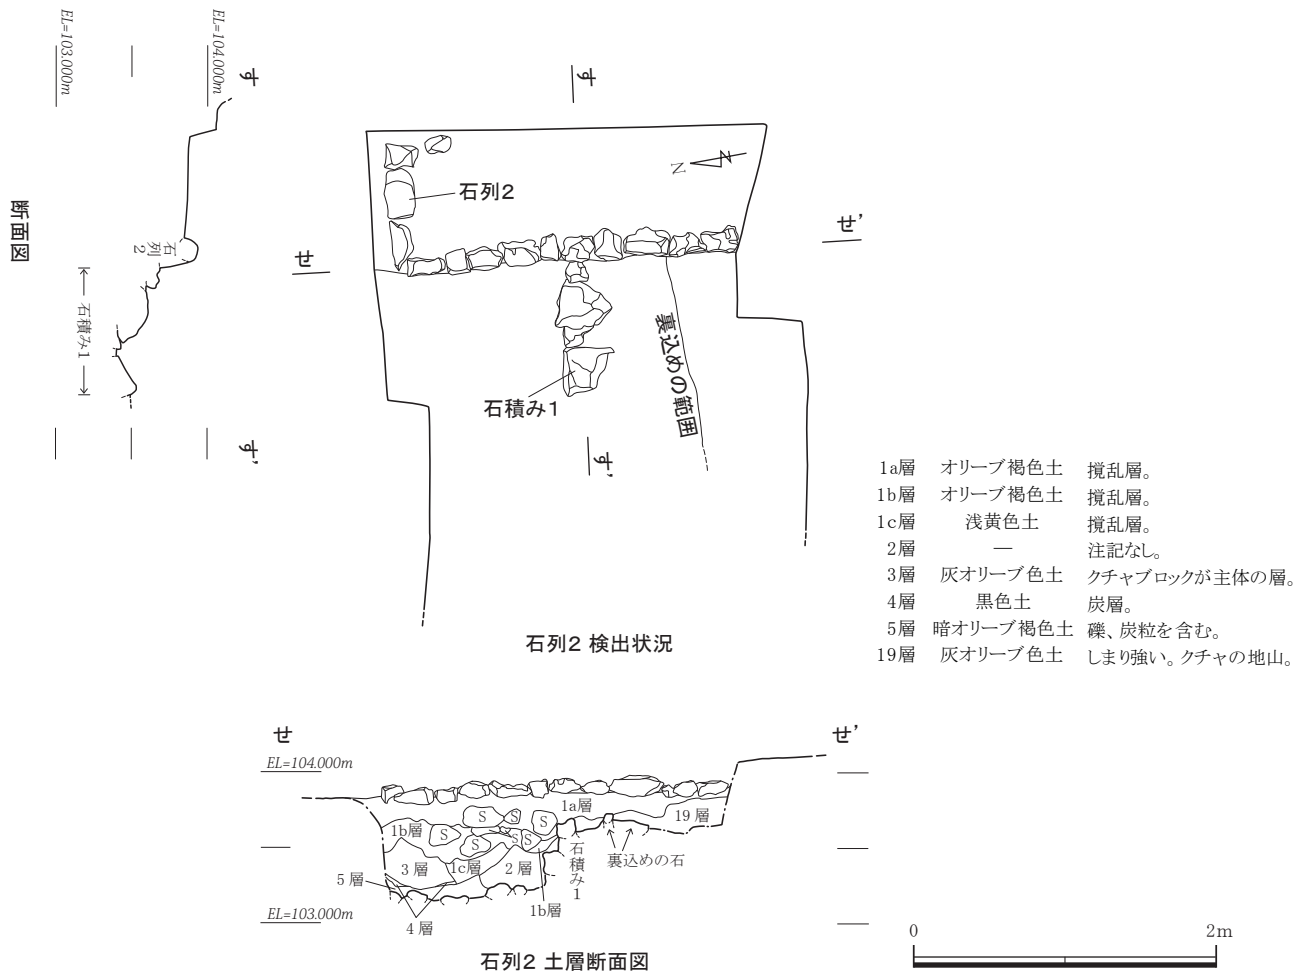 EL=103.000m
EL=104.000m
す
断面図
石列2
石積み1
す'
す
N
石列2
せ
せ'
裏込めの範囲
石積み1
す'
石列2 検出状況
1a層 オリーブ褐色土 撹乱層。
1b層 オリーブ褐色土 撹乱層。
1c層 浅黄色土 撹乱層。
2層 — 注記なし。
3層 灰オリーブ色土 クチャブロックが主体の層。
4層 黒色土 炭層。
5層 暗オリーブ褐色土 礫、炭粒を含む。
19層 灰オリーブ色土 しまり強い。クチャの地山。
せ
せ'
EL=104.000m
1a層
19層
S
S
S
1b層
S
S
S
S
3層
1c層
2層
石積み1
裏込めの石
5層
1b層
EL=103.000m
4層
石列2 土層断面図
0
2m